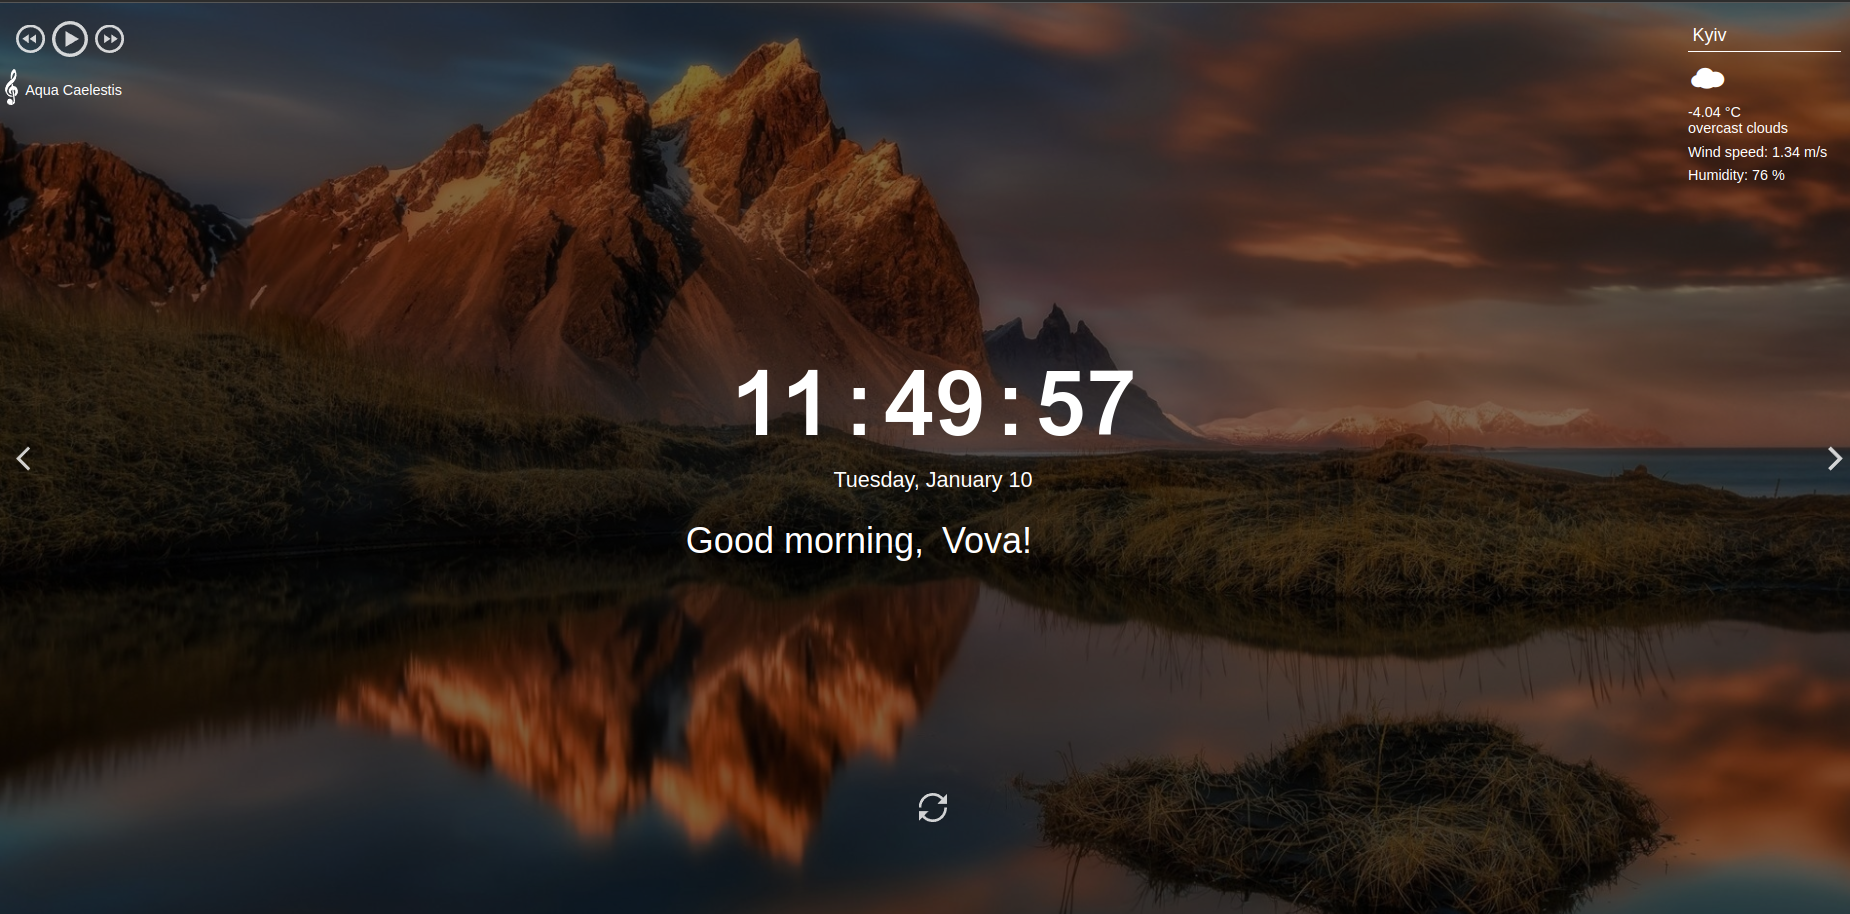 Aqua Caelestis
Kyiv
-4.04 °C
overcast clouds
Wind speed: 1.34 m/s
Humidity: 76 %
11:49:57
Tuesday, January 10
Good morning, Vova!